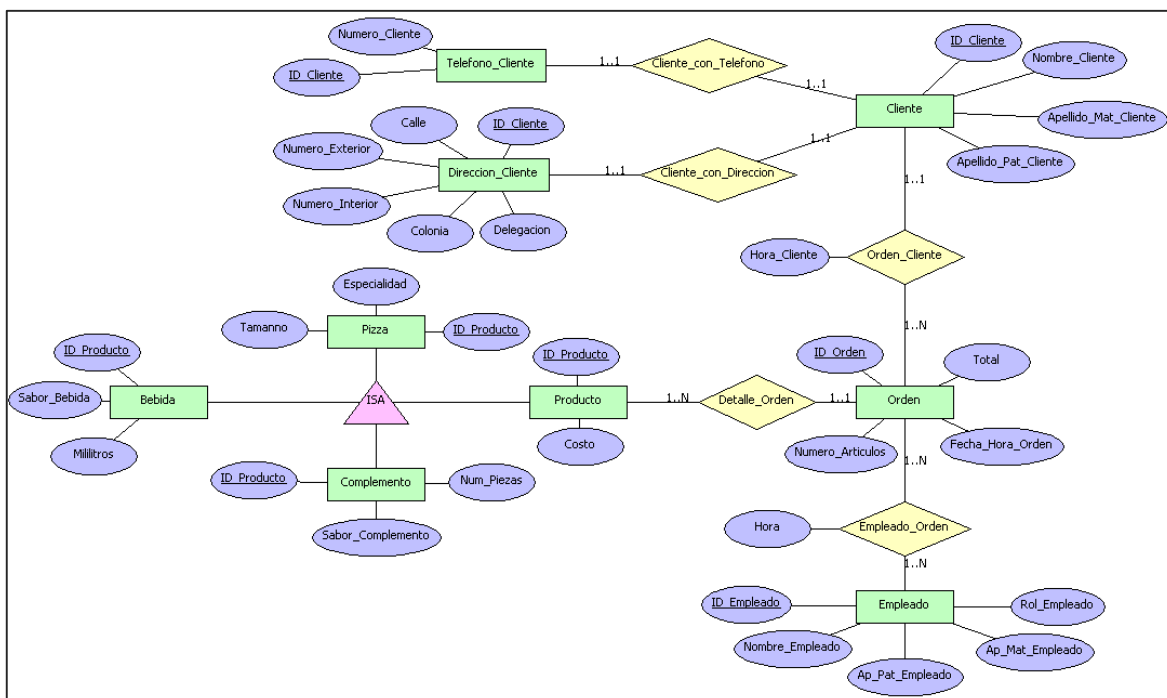 Numero_Cliente
ID_Cliente
Telefono_Cliente
1..1
Cliente_con_Telefono
1..1
ID_Cliente
Nombre_Cliente
Cliente
Apellido_Mat_Cliente
Apellido_Pat_Cliente
Calle
ID_Cliente
Numero_Exterior
Direccion_Cliente
Numero_Interior
Colonia
Delegacion
1..1
Cliente_con_Direccion
1..1
1..1
Hora_Cliente
Orden_Cliente
1..N
Especialidad
Tamanno
Pizza
ID_Producto
ID_Producto
Sabor_Bebida
Bebida
Mililitros
ISA
ID_Producto
Producto
Costo
1..N
Detalle_Orden
1..1
ID_Orden
Total
Orden
Numero_Articulos
Fecha_Hora_Orden
1..N
ID_Producto
Complemento
Num_Piezas
Sabor_Complemento
Hora
Empleado_Orden
1..N
ID_Empleado
Empleado
Rol_Empleado
Nombre_Empleado
Ap_Mat_Empleado
Ap_Pat_Empleado